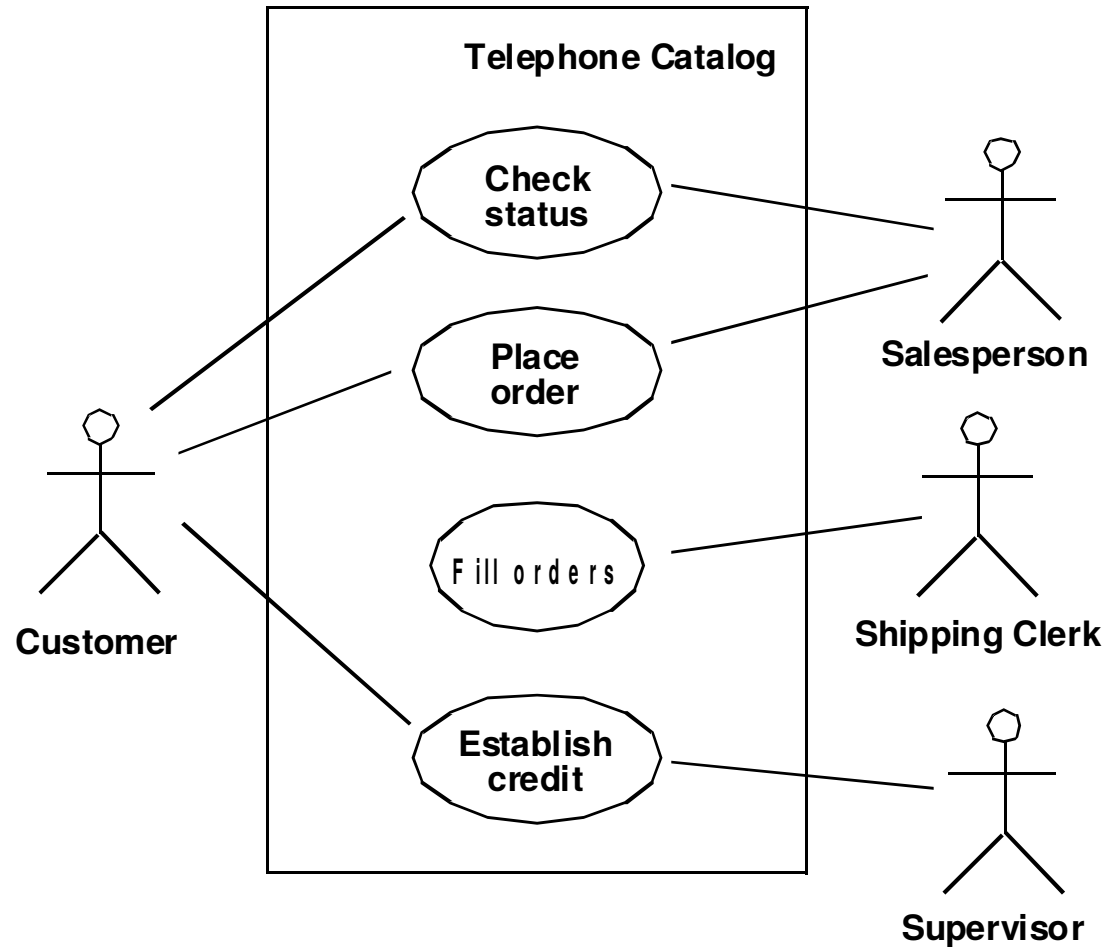 Telephone Catalog
Check
status
Place
order
Salesperson
Fill orders
Customer
Shipping Clerk
Establish
credit
Supervisor